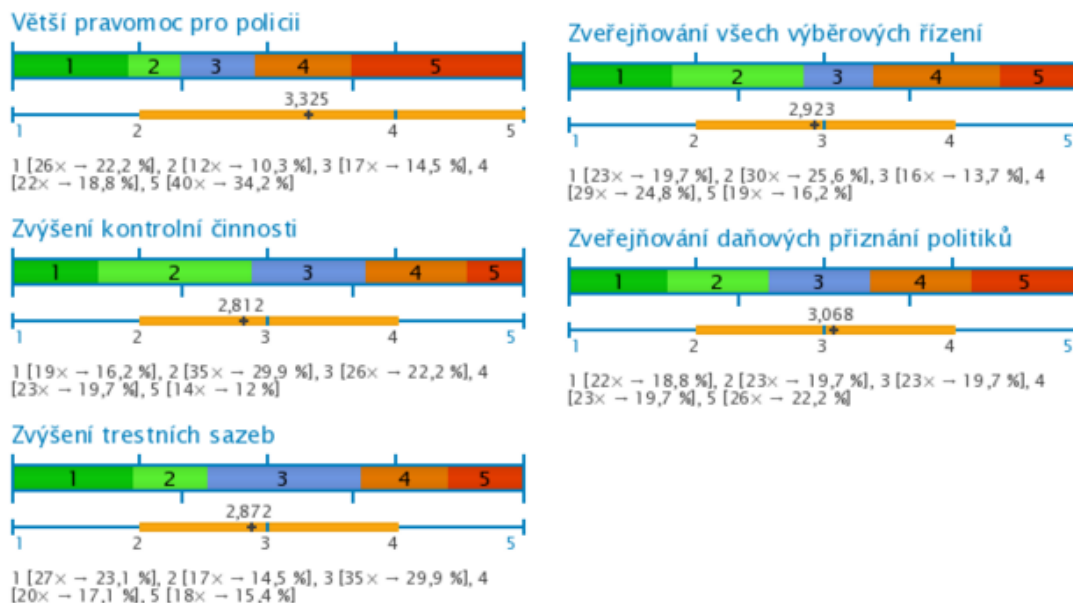 Větší pravomoc pro policii
1 2 3 4 5
3,325
1 2 4 5
1 [26× → 22,2 %], 2 [12× → 10,3 %], 3 [17× → 14,5 %], 4
[22× → 18,8 %], 5 [40× → 34,2 %]
Zvýšení kontrolní činnosti
1 2 3 4 5
2,812
1 2 3 4 5
1 [19× → 16,2 %], 2 [35× → 29,9 %], 3 [26× → 22,2 %], 4
[23× → 19,7 %], 5 [14× → 12 %]
Zvýšení trestních sazeb
1 2 3 4 5
2,872
1 2 3 4 5
1 [27× → 23,1 %], 2 [17× → 14,5 %], 3 [35× → 29,9 %], 4
[20× → 17,1 %], 5 [18× → 15,4 %]
Zveřejňování všech výběrových řízení
1 2 3 4 5
2,923
1 2 3 4 5
1 [23× → 19,7 %], 2 [30× → 25,6 %], 3 [16× → 13,7 %], 4
[29× → 24,8 %], 5 [19× → 16,2 %]
Zveřejňování daňových přiznání politiků
1 2 3 4 5
3,068
1 2 3 4 5
1 [22× → 18,8 %], 2 [23× → 19,7 %], 3 [23× → 19,7 %], 4
[23× → 19,7 %], 5 [26× → 22,2 %]